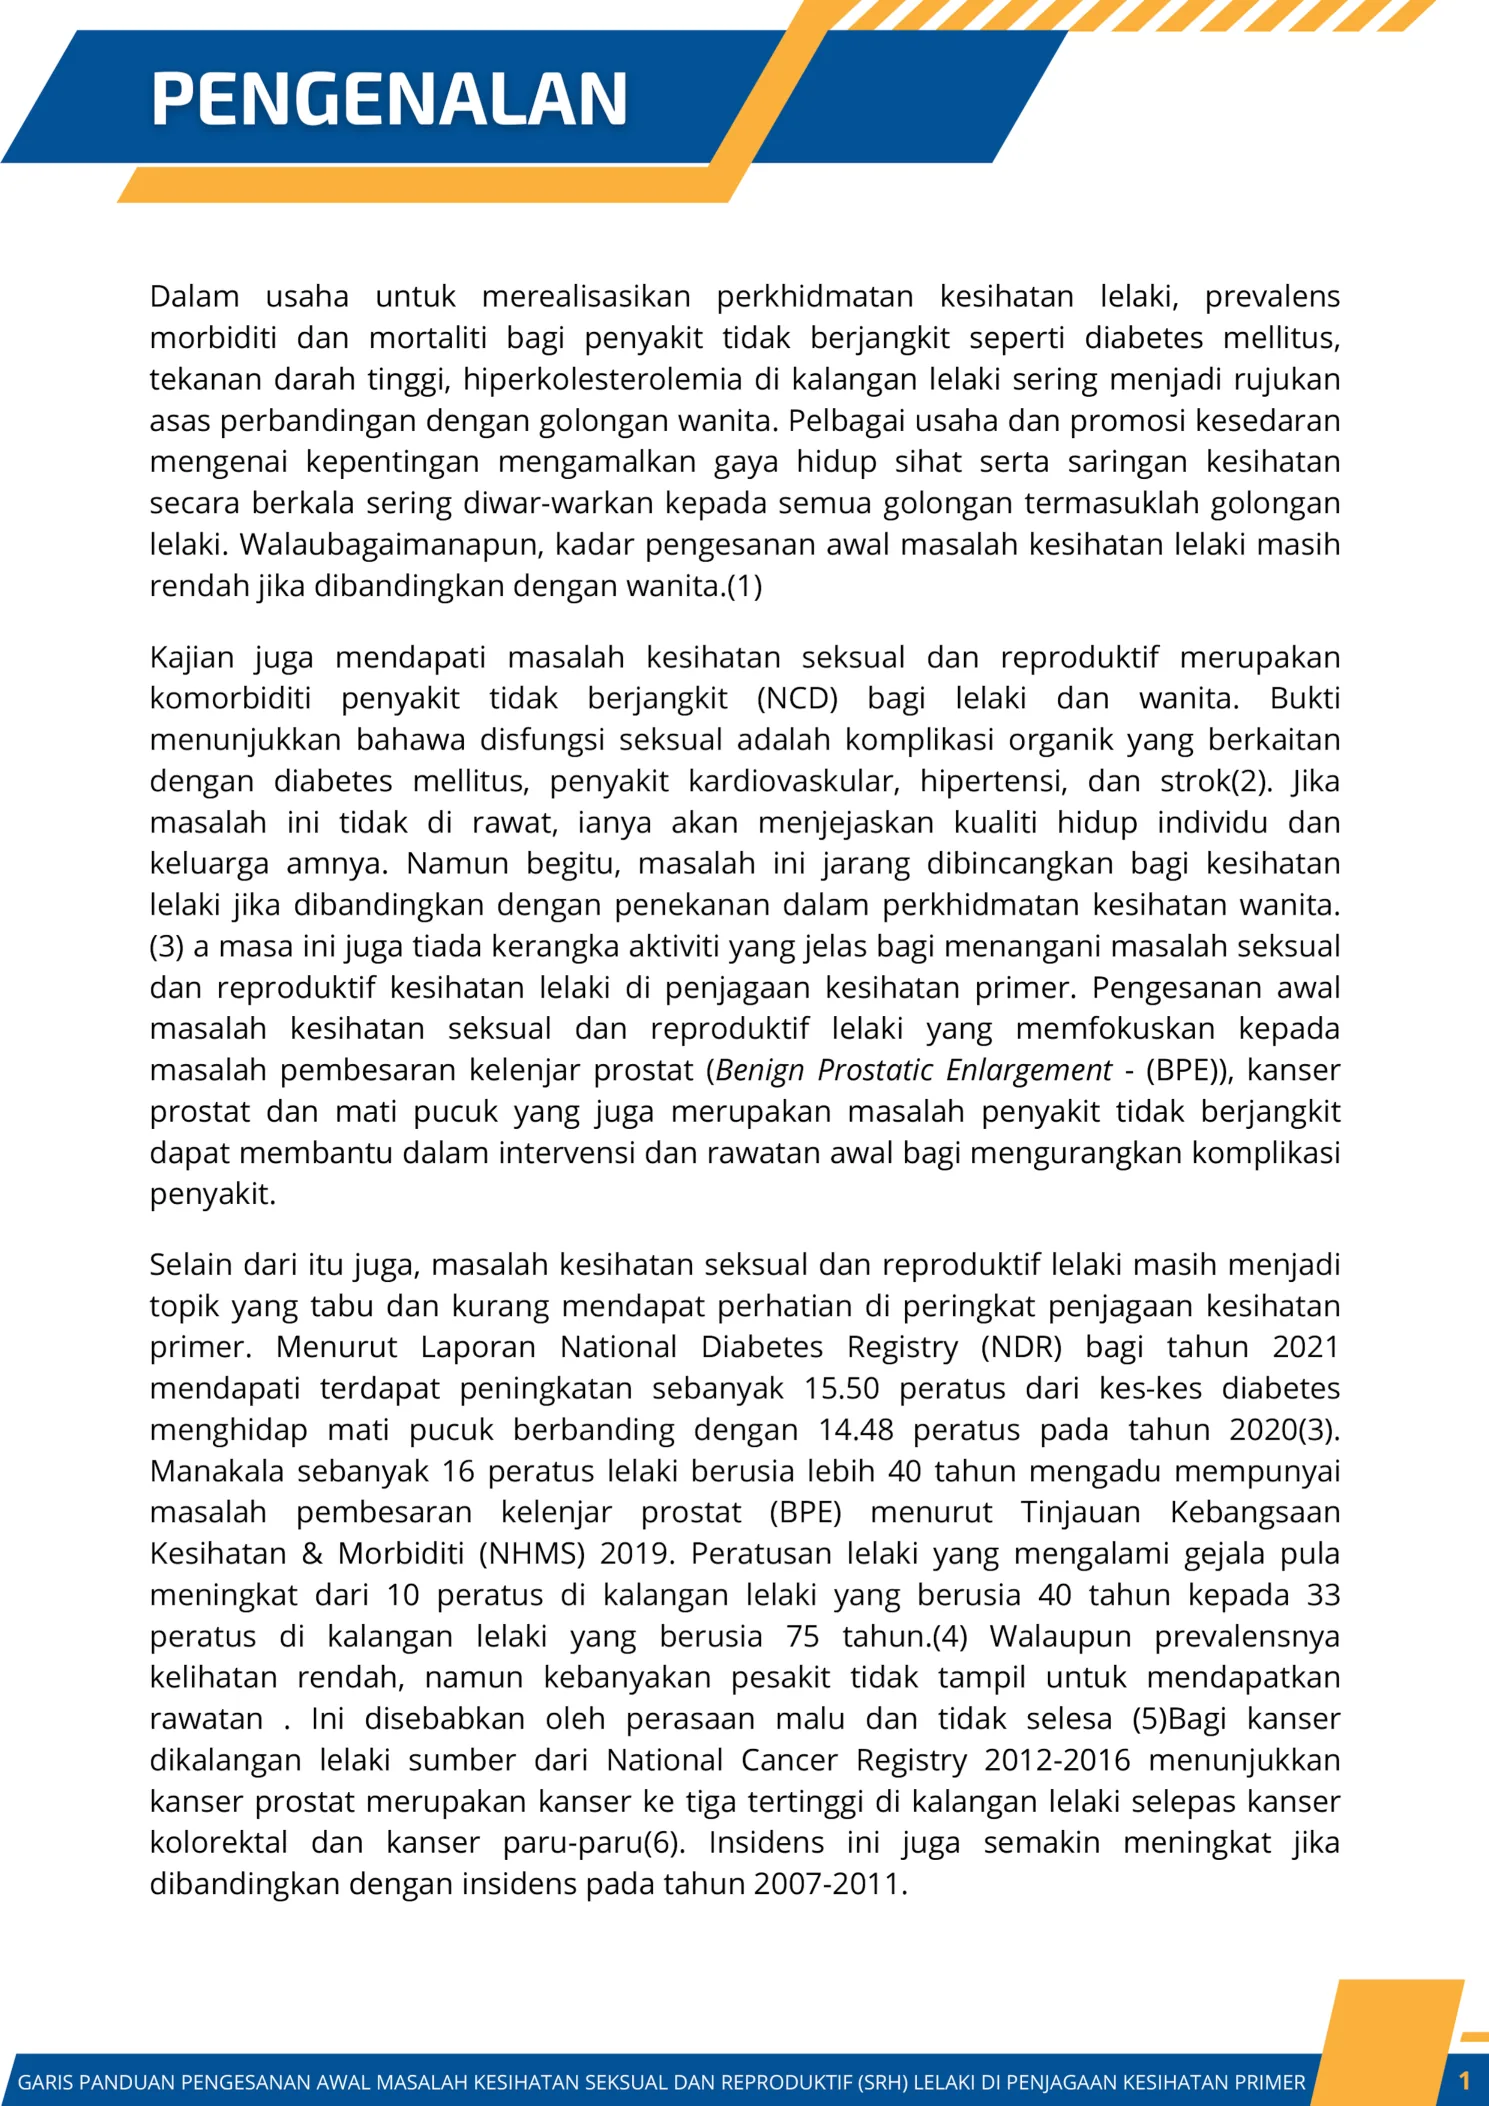 PENGENALAN
Dalam usaha untuk merealisasikan perkhidmatan kesihatan lelaki, prevalens
morbiditi dan mortaliti bagi penyakit tidak berjangkit seperti diabetes mellitus,
tekanan darah tinggi, hiperkolesterolemia di kalangan lelaki sering menjadi rujukan
asas perbandingan dengan golongan wanita. Pelbagai usaha dan promosi kesedaran
mengenai kepentingan mengamalkan gaya hidup sihat serta saringan kesihatan
secara berkala sering diwar-warkan kepada semua golongan termasuklah golongan
lelaki. Walaubagaimanapun, kadar pengesanan awal masalah kesihatan lelaki masih
rendah jika dibandingkan dengan wanita.(1)
Kajian juga mendapati masalah kesihatan seksual dan reproduktif merupakan
komorbiditi penyakit tidak berjangkit (NCD) bagi lelaki dan wanita. Bukti
menunjukkan bahawa disfungsi seksual adalah komplikasi organik yang berkaitan
dengan diabetes mellitus, penyakit kardiovaskular, hipertensi, dan strok(2). Jika
masalah ini tidak di rawat, ianya akan menjejaskan kualiti hidup individu dan
keluarga amnya. Namun begitu, masalah ini jarang dibincangkan bagi kesihatan
lelaki jika dibandingkan dengan penekanan dalam perkhidmatan kesihatan wanita.
(3) a masa ini juga tiada kerangka aktiviti yang jelas bagi menangani masalah seksual
dan reproduktif kesihatan lelaki di penjagaan kesihatan primer. Pengesanan awal
masalah kesihatan seksual dan reproduktif lelaki yang memfokuskan kepada
masalah pembesaran kelenjar prostat (Benign Prostatic Enlargement - (BPE)), kanser
prostat dan mati pucuk yang juga merupakan masalah penyakit tidak berjangkit
dapat membantu dalam intervensi dan rawatan awal bagi mengurangkan komplikasi
penyakit.
Selain dari itu juga, masalah kesihatan seksual dan reproduktif lelaki masih menjadi
topik yang tabu dan kurang mendapat perhatian di peringkat penjagaan kesihatan
primer. Menurut Laporan National Diabetes Registry (NDR) bagi tahun 2021
mendapati terdapat peningkatan sebanyak 15.50 peratus dari kes-kes diabetes
menghidap mati pucuk berbanding dengan 14.48 peratus pada tahun 2020(3).
Manakala sebanyak 16 peratus lelaki berusia lebih 40 tahun mengadu mempunyai
masalah pembesaran kelenjar prostat (BPE) menurut Tinjauan Kebangsaan
Kesihatan & Morbiditi (NHMS) 2019. Peratusan lelaki yang mengalami gejala pula
meningkat dari 10 peratus di kalangan lelaki yang berusia 40 tahun kepada 33
peratus di kalangan lelaki yang berusia 75 tahun.(4) Walaupun prevalensnya
kelihatan rendah, namun kebanyakan pesakit tidak tampil untuk mendapatkan
rawatan . Ini disebabkan oleh perasaan malu dan tidak selesa (5)Bagi kanser
dikalangan lelaki sumber dari National Cancer Registry 2012-2016 menunjukkan
kanser prostat merupakan kanser ke tiga tertinggi di kalangan lelaki selepas kanser
kolorektal dan kanser paru-paru(6). Insidens ini juga semakin meningkat jika
dibandingkan dengan insidens pada tahun 2007-2011.
GARIS PANDUAN PENGESANAN AWAL MASALAH KESIHATAN SEKSUAL DAN REPRODUKTIF (SRH) LELAKI DI PENJAGAAN KESIHATAN PRIMER 1